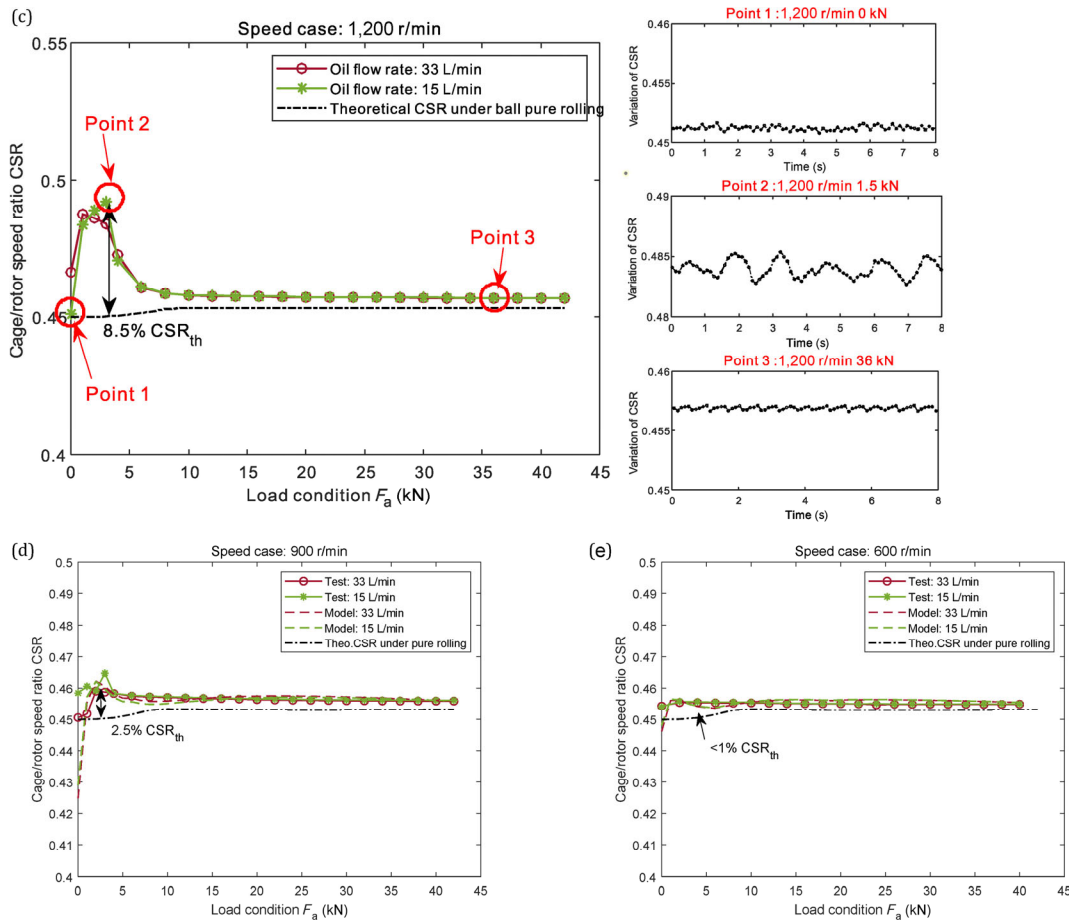 (c)
Speed case: 1,200 r/min
0.55
0.5
0.45
0.4
Cage/rotor speed ratio CSR
Oil flow rate: 33 L/min
Oil flow rate: 15 L/min
Theoretical CSR under ball pure rolling
Point 2
Point 3
8.5% CSRth
Point 1
0 5 10 15 20 25 30 35 40 45
Load condition Fa (kN)
Point 1 :1,200 r/min 0 kN
0.46
0.455
0.45
Variation of CSR
0 1 2 3 4 5 6 7 8
Time (s)
Point 2 :1,200 r/min 1.5 kN
0.49
0.485
0.48
Variation of CSR
0 1 2 3 4 5 6 7 8
Time (s)
Point 3 :1,200 r/min 36 kN
0.46
0.455
0.45
Variation of CSR
0 2 4 6 8
Time (s)
(d)
Speed case: 900 r/min
0.5
0.49
0.48
0.47
0.46
0.45
0.44
0.43
0.42
0.41
0.4
Cage/rotor speed ratio CSR
Test: 33 L/min
Test: 15 L/min
Model: 33 L/min
Model: 15 L/min
Theo.CSR under pure rolling
2.5% CSRth
0 5 10 15 20 25 30 35 40 45
Load condition Fa (kN)
(e)
Speed case: 600 r/min
0.5
0.49
0.48
0.47
0.46
0.45
0.44
0.43
0.42
0.41
0.4
Cage/rotor speed ratio CSR
Test: 33 L/min
Test: 15 L/min
Model: 33 L/min
Model: 15 L/min
Theo.CSR under pure rolling
<1% CSRth
0 5 10 15 20 25 30 35 40 45
Load condition Fa (kN)